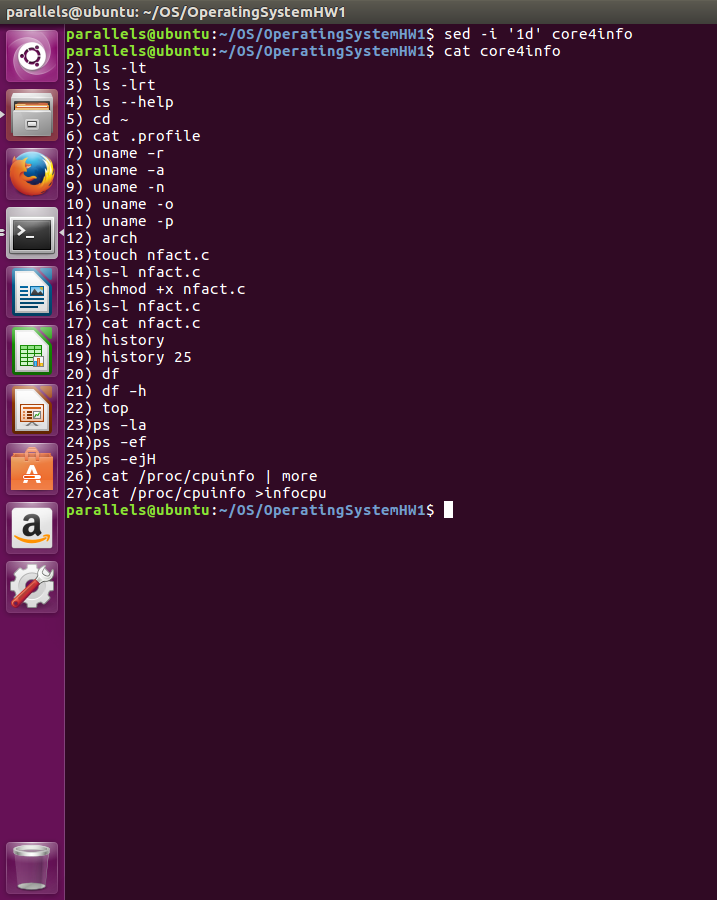 parallels@ubuntu: ~/OS/OperatingSystemHW1
parallels@ubuntu:~/OS/OperatingSystemHW1$ sed -i '1d' core4info
parallels@ubuntu:~/OS/OperatingSystemHW1$ cat core4info
2) ls -lt
3) ls -lrt
4) ls --help
5) cd ~
6) cat .profile
7) uname –r
8) uname –a
9) uname -n
10) uname -o
11) uname -p
12) arch
13)touch nfact.c
14)ls–l nfact.c
15) chmod +x nfact.c
16)ls-l nfact.c
17) cat nfact.c
18) history
19) history 25
20) df
21) df –h
22) top
23)ps –la
24)ps –ef
25)ps –ejH
26) cat /proc/cpuinfo | more
27)cat /proc/cpuinfo >infocpu
parallels@ubuntu:~/OS/OperatingSystemHW1$